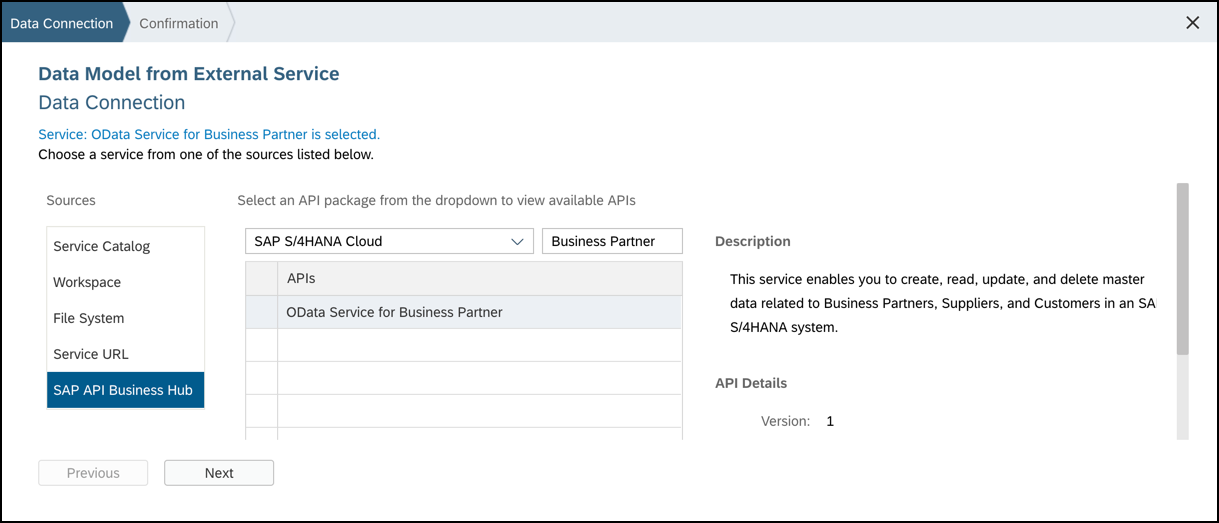 Data Connection
Confirmation
Data Model from External Service
Data Connection
Service: OData Service for Business Partner is selected.
Choose a service from one of the sources listed below.
Sources
Select an API package from the dropdown to view available APIs
Service Catalog
Workspace
File System
Service URL
SAP API Business Hub
SAP S/4HANA Cloud
Business Partner
APIs
OData Service for Business Partner
Description
This service enables you to create, read, update, and delete master
data related to Business Partners, Suppliers, and Customers in an SA
S/4HANA system.
API Details
Version: 1
Previous
Next